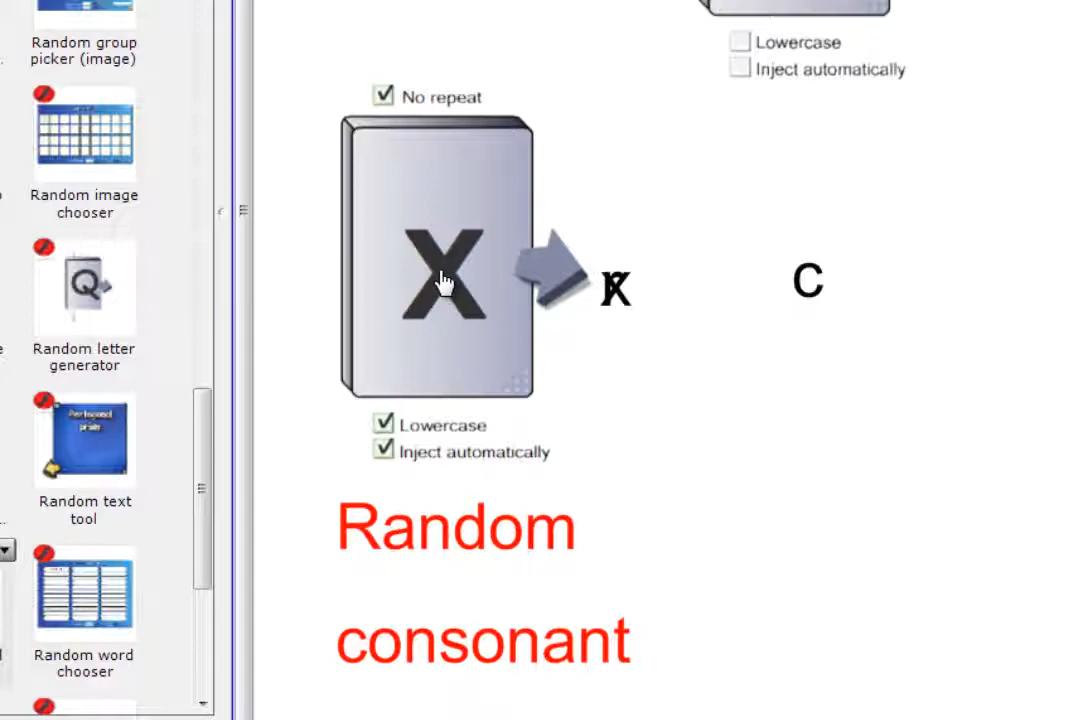 Random group
picker (image)
Random image
chooser
Random letter
generator
Q
Random text
tool
Random word
chooser
Lowercase
Inject automatically
No repeat
X
C
Lowercase
Inject automatically
Random
consonant